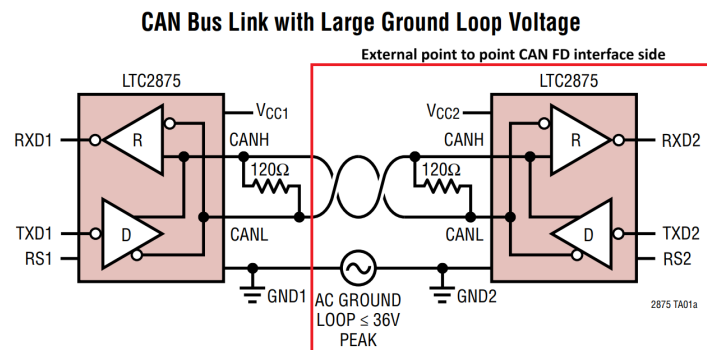 CAN Bus Link with Large Ground Loop Voltage
External point to point CAN FD interface side
LTC2875
LTC2875
VCC1
VCC2
RXD1
R
CANH
CANH
R
RXD2
120Ω
120Ω
TXD1
D
CANL
CANL
D
TXD2
RS1
RS2
GND1
AC GROUND
LOOP ≤ 36V
PEAK
GND2
2875 TA01a